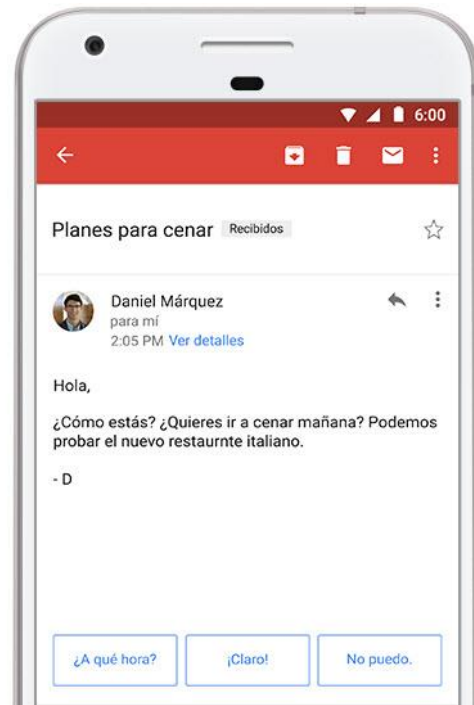 6:00
Planes para cenar Recibidos
Daniel Márquez
para mí
2:05 PM Ver detalles
Hola,
¿Cómo estás? ¿Quieres ir a cenar mañana? Podemos
probar el nuevo restaurnte italiano.
- D
¿A qué hora? ¡Claro! No puedo.